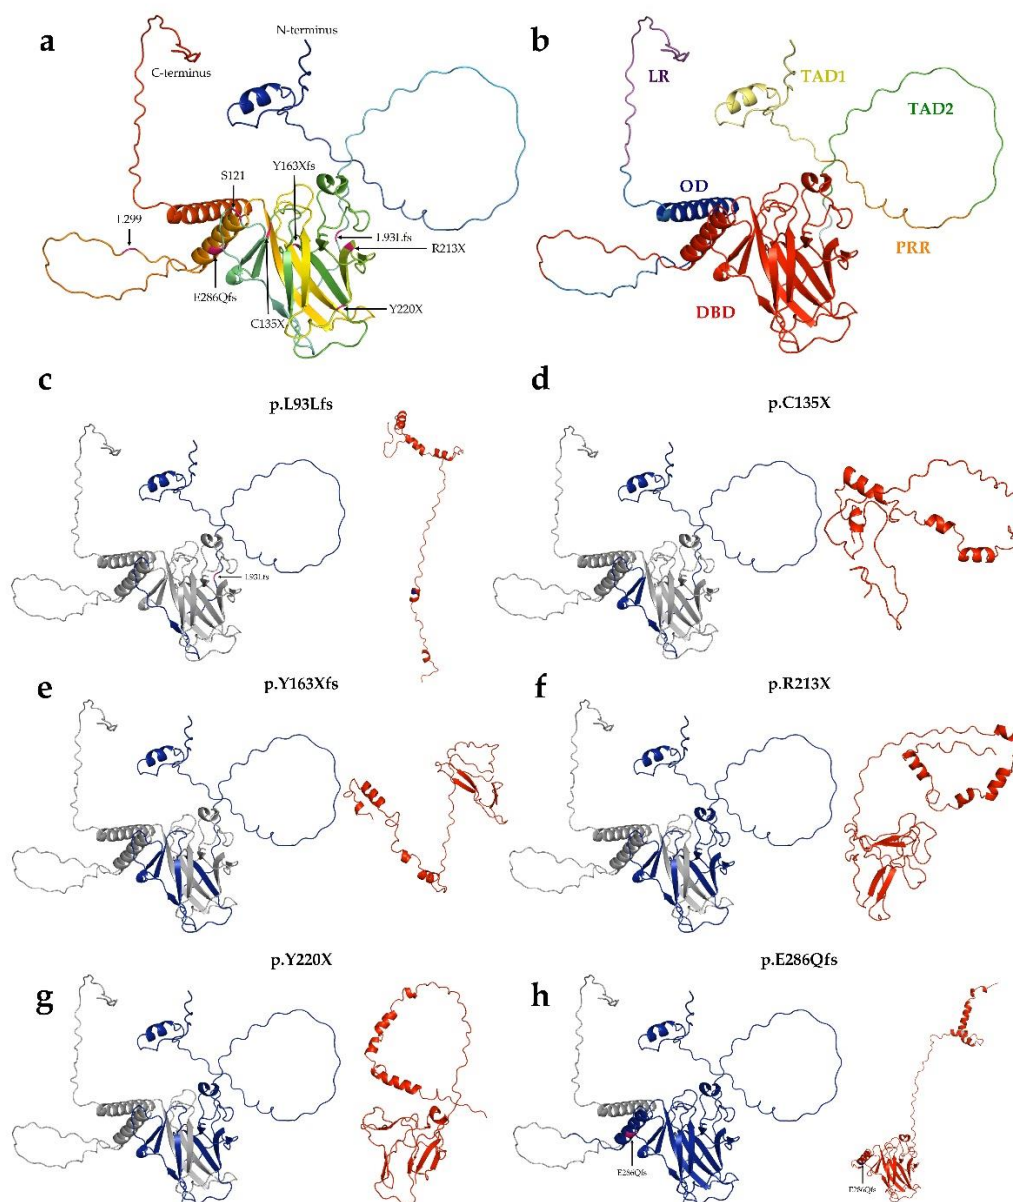 a
N-terminus
C-terminus
Y163Xfs
S121
L299
L93Lfs
R213X
E286Qfs
C135X
Y220X
b
LR
TAD1
TAD2
OD
PRR
DBD
c
p.L93Lfs
L93Lfs
d
p.C135X
e
p.Y163Xfs
f
p.R213X
g
p.Y220X
h
p.E286Qfs
E286Qfs
E286Qfs